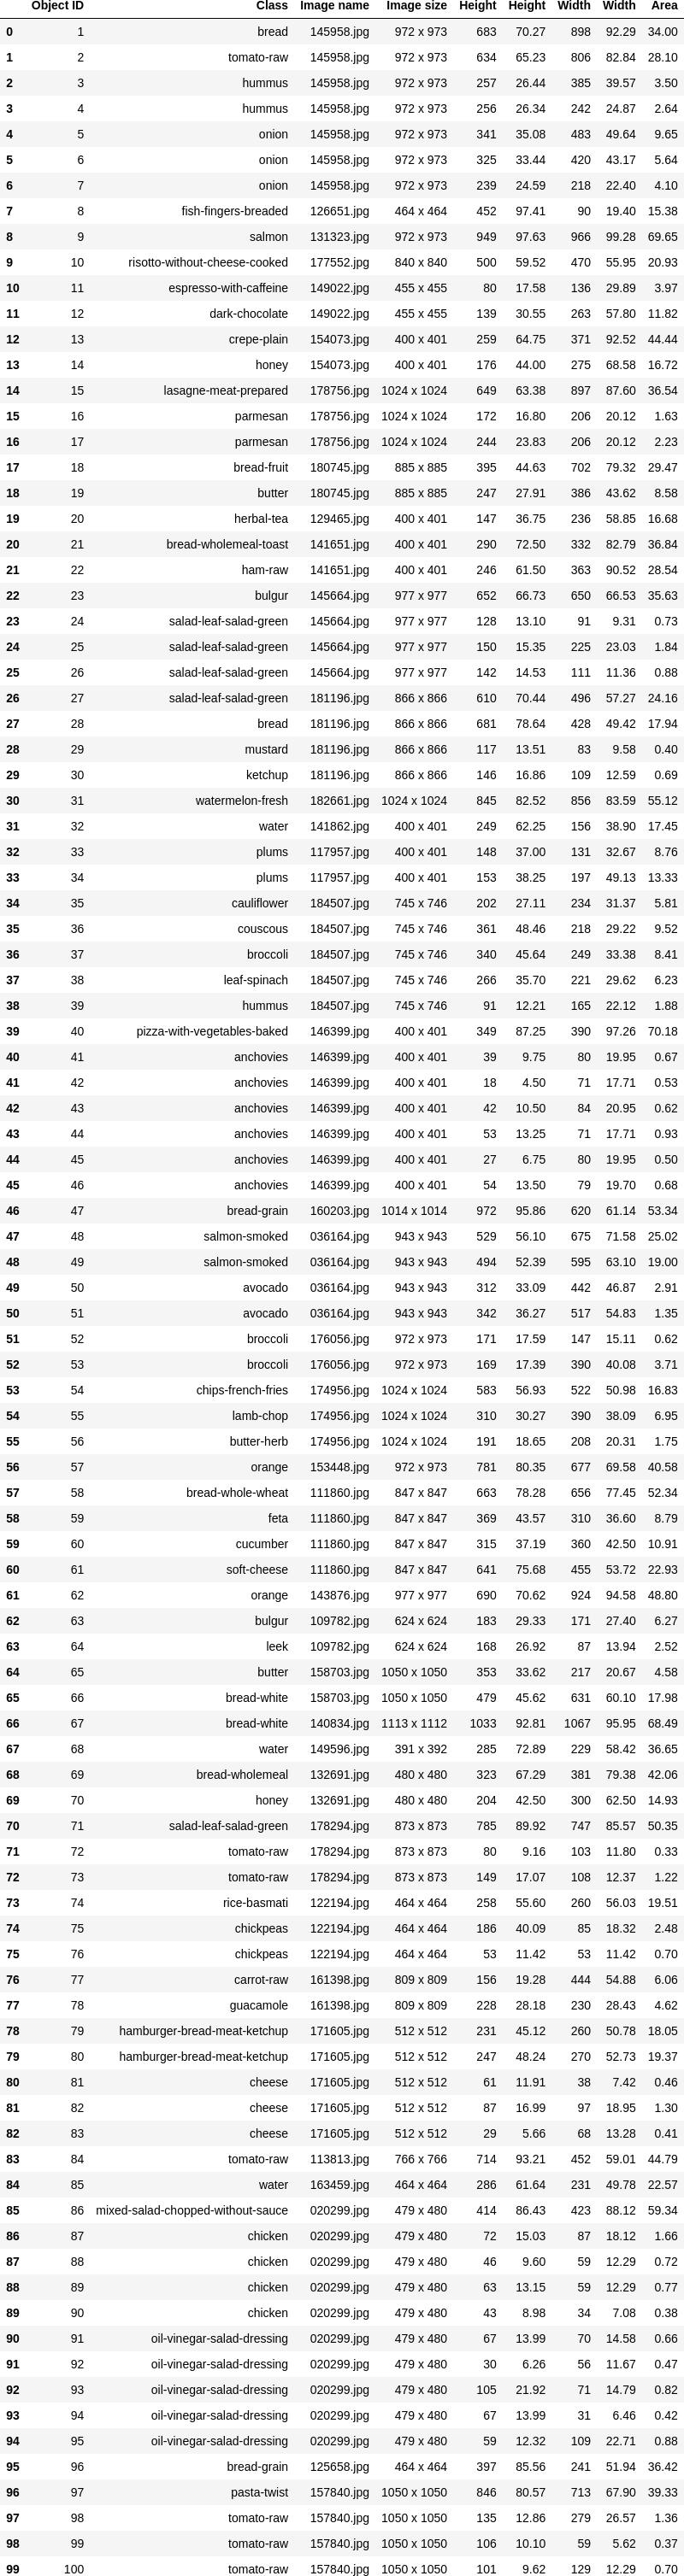 Object ID Class Image name Image size Height Height Width Width Area
0 1 bread 145958.jpg 972 x 973 683 70.27 898 92.29 34.00
1 2 tomato-raw 145958.jpg 972 x 973 634 65.23 806 82.84 28.10
2 3 hummus 145958.jpg 972 x 973 257 26.44 385 39.57 3.50
3 4 hummus 145958.jpg 972 x 973 256 26.34 242 24.87 2.64
4 5 onion 145958.jpg 972 x 973 341 35.08 483 49.64 9.65
5 6 onion 145958.jpg 972 x 973 325 33.44 420 43.17 5.64
6 7 onion 145958.jpg 972 x 973 239 24.59 218 22.40 4.10
7 8 fish-fingers-breaded 126651.jpg 464 x 464 452 97.41 90 19.40 15.38
8 9 salmon 131323.jpg 972 x 973 949 97.63 966 99.28 69.65
9 10 risotto-without-cheese-cooked 177552.jpg 840 x 840 500 59.52 470 55.95 20.93
10 11 espresso-with-caffeine 149022.jpg 455 x 455 80 17.58 136 29.89 3.97
11 12 dark-chocolate 149022.jpg 455 x 455 139 30.55 263 57.80 11.82
12 13 crepe-plain 154073.jpg 400 x 401 259 64.75 371 92.52 44.44
13 14 honey 154073.jpg 400 x 401 176 44.00 275 68.58 16.72
14 15 lasagne-meat-prepared 178756.jpg 1024 x 1024 649 63.38 897 87.60 36.54
15 16 parmesan 178756.jpg 1024 x 1024 172 16.80 206 20.12 1.63
16 17 parmesan 178756.jpg 1024 x 1024 244 23.83 206 20.12 2.23
17 18 bread-fruit 180745.jpg 885 x 885 395 44.63 702 79.32 29.47
18 19 butter 180745.jpg 885 x 885 247 27.91 386 43.62 8.58
19 20 herbal-tea 129465.jpg 400 x 401 147 36.75 236 58.85 16.68
20 21 bread-wholemeal-toast 141651.jpg 400 x 401 290 72.50 332 82.79 36.84
21 22 ham-raw 141651.jpg 400 x 401 246 61.50 363 90.52 28.54
22 23 bulgur 145664.jpg 977 x 977 652 66.73 650 66.53 35.63
23 24 salad-leaf-salad-green 145664.jpg 977 x 977 128 13.10 91 9.31 0.73
24 25 salad-leaf-salad-green 145664.jpg 977 x 977 150 15.35 225 23.03 1.84
25 26 salad-leaf-salad-green 145664.jpg 977 x 977 142 14.53 111 11.36 0.88
26 27 salad-leaf-salad-green 181196.jpg 866 x 866 610 70.44 496 57.27 24.16
27 28 bread 181196.jpg 866 x 866 681 78.64 428 49.42 17.94
28 29 mustard 181196.jpg 866 x 866 117 13.51 83 9.58 0.40
29 30 ketchup 181196.jpg 866 x 866 146 16.86 109 12.59 0.69
30 31 watermelon-fresh 182661.jpg 1024 x 1024 845 82.52 856 83.59 55.12
31 32 water 141862.jpg 400 x 401 249 62.25 156 38.90 17.45
32 33 plums 117957.jpg 400 x 401 148 37.00 131 32.67 8.76
33 34 plums 117957.jpg 400 x 401 153 38.25 197 49.13 13.33
34 35 cauliflower 184507.jpg 745 x 746 202 27.11 234 31.37 5.81
35 36 couscous 184507.jpg 745 x 746 361 48.46 218 29.22 9.52
36 37 broccoli 184507.jpg 745 x 746 340 45.64 249 33.38 8.41
37 38 leaf-spinach 184507.jpg 745 x 746 266 35.70 221 29.62 6.23
38 39 hummus 184507.jpg 745 x 746 91 12.21 165 22.12 1.88
39 40 pizza-with-vegetables-baked 146399.jpg 400 x 401 349 87.25 390 97.26 70.18
40 41 anchovies 146399.jpg 400 x 401 39 9.75 80 19.95 0.67
41 42 anchovies 146399.jpg 400 x 401 18 4.50 71 17.71 0.53
42 43 anchovies 146399.jpg 400 x 401 42 10.50 84 20.95 0.62
43 44 anchovies 146399.jpg 400 x 401 53 13.25 71 17.71 0.93
44 45 anchovies 146399.jpg 400 x 401 27 6.75 80 19.95 0.50
45 46 anchovies 146399.jpg 400 x 401 54 13.50 79 19.70 0.68
46 47 bread-grain 160203.jpg 1014 x 1014 972 95.86 620 61.14 53.34
47 48 salmon-smoked 036164.jpg 943 x 943 529 56.10 675 71.58 25.02
48 49 salmon-smoked 036164.jpg 943 x 943 494 52.39 595 63.10 19.00
49 50 avocado 036164.jpg 943 x 943 312 33.09 442 46.87 2.91
50 51 avocado 036164.jpg 943 x 943 342 36.27 517 54.83 1.35
51 52 broccoli 176056.jpg 972 x 973 171 17.59 147 15.11 0.62
52 53 broccoli 176056.jpg 972 x 973 169 17.39 390 40.08 3.71
53 54 chips-french-fries 174956.jpg 1024 x 1024 583 56.93 522 50.98 16.83
54 55 lamb-chop 174956.jpg 1024 x 1024 310 30.27 390 38.09 6.95
55 56 butter-herb 174956.jpg 1024 x 1024 191 18.65 208 20.31 1.75
56 57 orange 153448.jpg 972 x 973 781 80.35 677 69.58 40.58
57 58 bread-whole-wheat 111860.jpg 847 x 847 663 78.28 656 77.45 52.34
58 59 feta 111860.jpg 847 x 847 369 43.57 310 36.60 8.79
59 60 cucumber 111860.jpg 847 x 847 315 37.19 360 42.50 10.91
60 61 soft-cheese 111860.jpg 847 x 847 641 75.68 455 53.72 22.93
61 62 orange 143876.jpg 977 x 977 690 70.62 924 94.58 48.80
62 63 bulgur 109782.jpg 624 x 624 183 29.33 171 27.40 6.27
63 64 leek 109782.jpg 624 x 624 168 26.92 87 13.94 2.52
64 65 butter 158703.jpg 1050 x 1050 353 33.62 217 20.67 4.58
65 66 bread-white 158703.jpg 1050 x 1050 479 45.62 631 60.10 17.98
66 67 bread-white 140834.jpg 1113 x 1112 1033 92.81 1067 95.95 68.49
67 68 water 149596.jpg 391 x 392 285 72.89 229 58.42 36.65
68 69 bread-wholemeal 132691.jpg 480 x 480 323 67.29 381 79.38 42.06
69 70 honey 132691.jpg 480 x 480 204 42.50 300 62.50 14.93
70 71 salad-leaf-salad-green 178294.jpg 873 x 873 785 89.92 747 85.57 50.35
71 72 tomato-raw 178294.jpg 873 x 873 80 9.16 103 11.80 0.33
72 73 tomato-raw 178294.jpg 873 x 873 149 17.07 108 12.37 1.22
73 74 rice-basmati 122194.jpg 464 x 464 258 55.60 260 56.03 19.51
74 75 chickpeas 122194.jpg 464 x 464 186 40.09 85 18.32 2.48
75 76 chickpeas 122194.jpg 464 x 464 53 11.42 53 11.42 0.70
76 77 carrot-raw 161398.jpg 809 x 809 156 19.28 444 54.88 6.06
77 78 guacamole 161398.jpg 809 x 809 228 28.18 230 28.43 4.62
78 79 hamburger-bread-meat-ketchup 171605.jpg 512 x 512 231 45.12 260 50.78 18.05
79 80 hamburger-bread-meat-ketchup 171605.jpg 512 x 512 247 48.24 270 52.73 19.37
80 81 cheese 171605.jpg 512 x 512 61 11.91 38 7.42 0.46
81 82 cheese 171605.jpg 512 x 512 87 16.99 97 18.95 1.30
82 83 cheese 171605.jpg 512 x 512 29 5.66 68 13.28 0.41
83 84 tomato-raw 113813.jpg 766 x 766 714 93.21 452 59.01 44.79
84 85 water 163459.jpg 464 x 464 286 61.64 231 49.78 22.57
85 86 mixed-salad-chopped-without-sauce 020299.jpg 479 x 480 414 86.43 423 88.12 59.34
86 87 chicken 020299.jpg 479 x 480 72 15.03 87 18.12 1.66
87 88 chicken 020299.jpg 479 x 480 46 9.60 59 12.29 0.72
88 89 chicken 020299.jpg 479 x 480 63 13.15 59 12.29 0.77
89 90 chicken 020299.jpg 479 x 480 43 8.98 34 7.08 0.38
90 91 oil-vinegar-salad-dressing 020299.jpg 479 x 480 67 13.99 70 14.58 0.66
91 92 oil-vinegar-salad-dressing 020299.jpg 479 x 480 30 6.26 56 11.67 0.47
92 93 oil-vinegar-salad-dressing 020299.jpg 479 x 480 105 21.92 71 14.79 0.82
93 94 oil-vinegar-salad-dressing 020299.jpg 479 x 480 67 13.99 31 6.46 0.42
94 95 oil-vinegar-salad-dressing 020299.jpg 479 x 480 59 12.32 109 22.71 0.88
95 96 bread-grain 125658.jpg 464 x 464 397 85.56 241 51.94 36.42
96 97 pasta-twist 157840.jpg 1050 x 1050 846 80.57 713 67.90 39.33
97 98 tomato-raw 157840.jpg 1050 x 1050 135 12.86 279 26.57 1.36
98 99 tomato-raw 157840.jpg 1050 x 1050 106 10.10 59 5.62 0.37
99 100 tomato-raw 157840.jpg 1050 x 1050 101 9.62 129 12.29 0.70